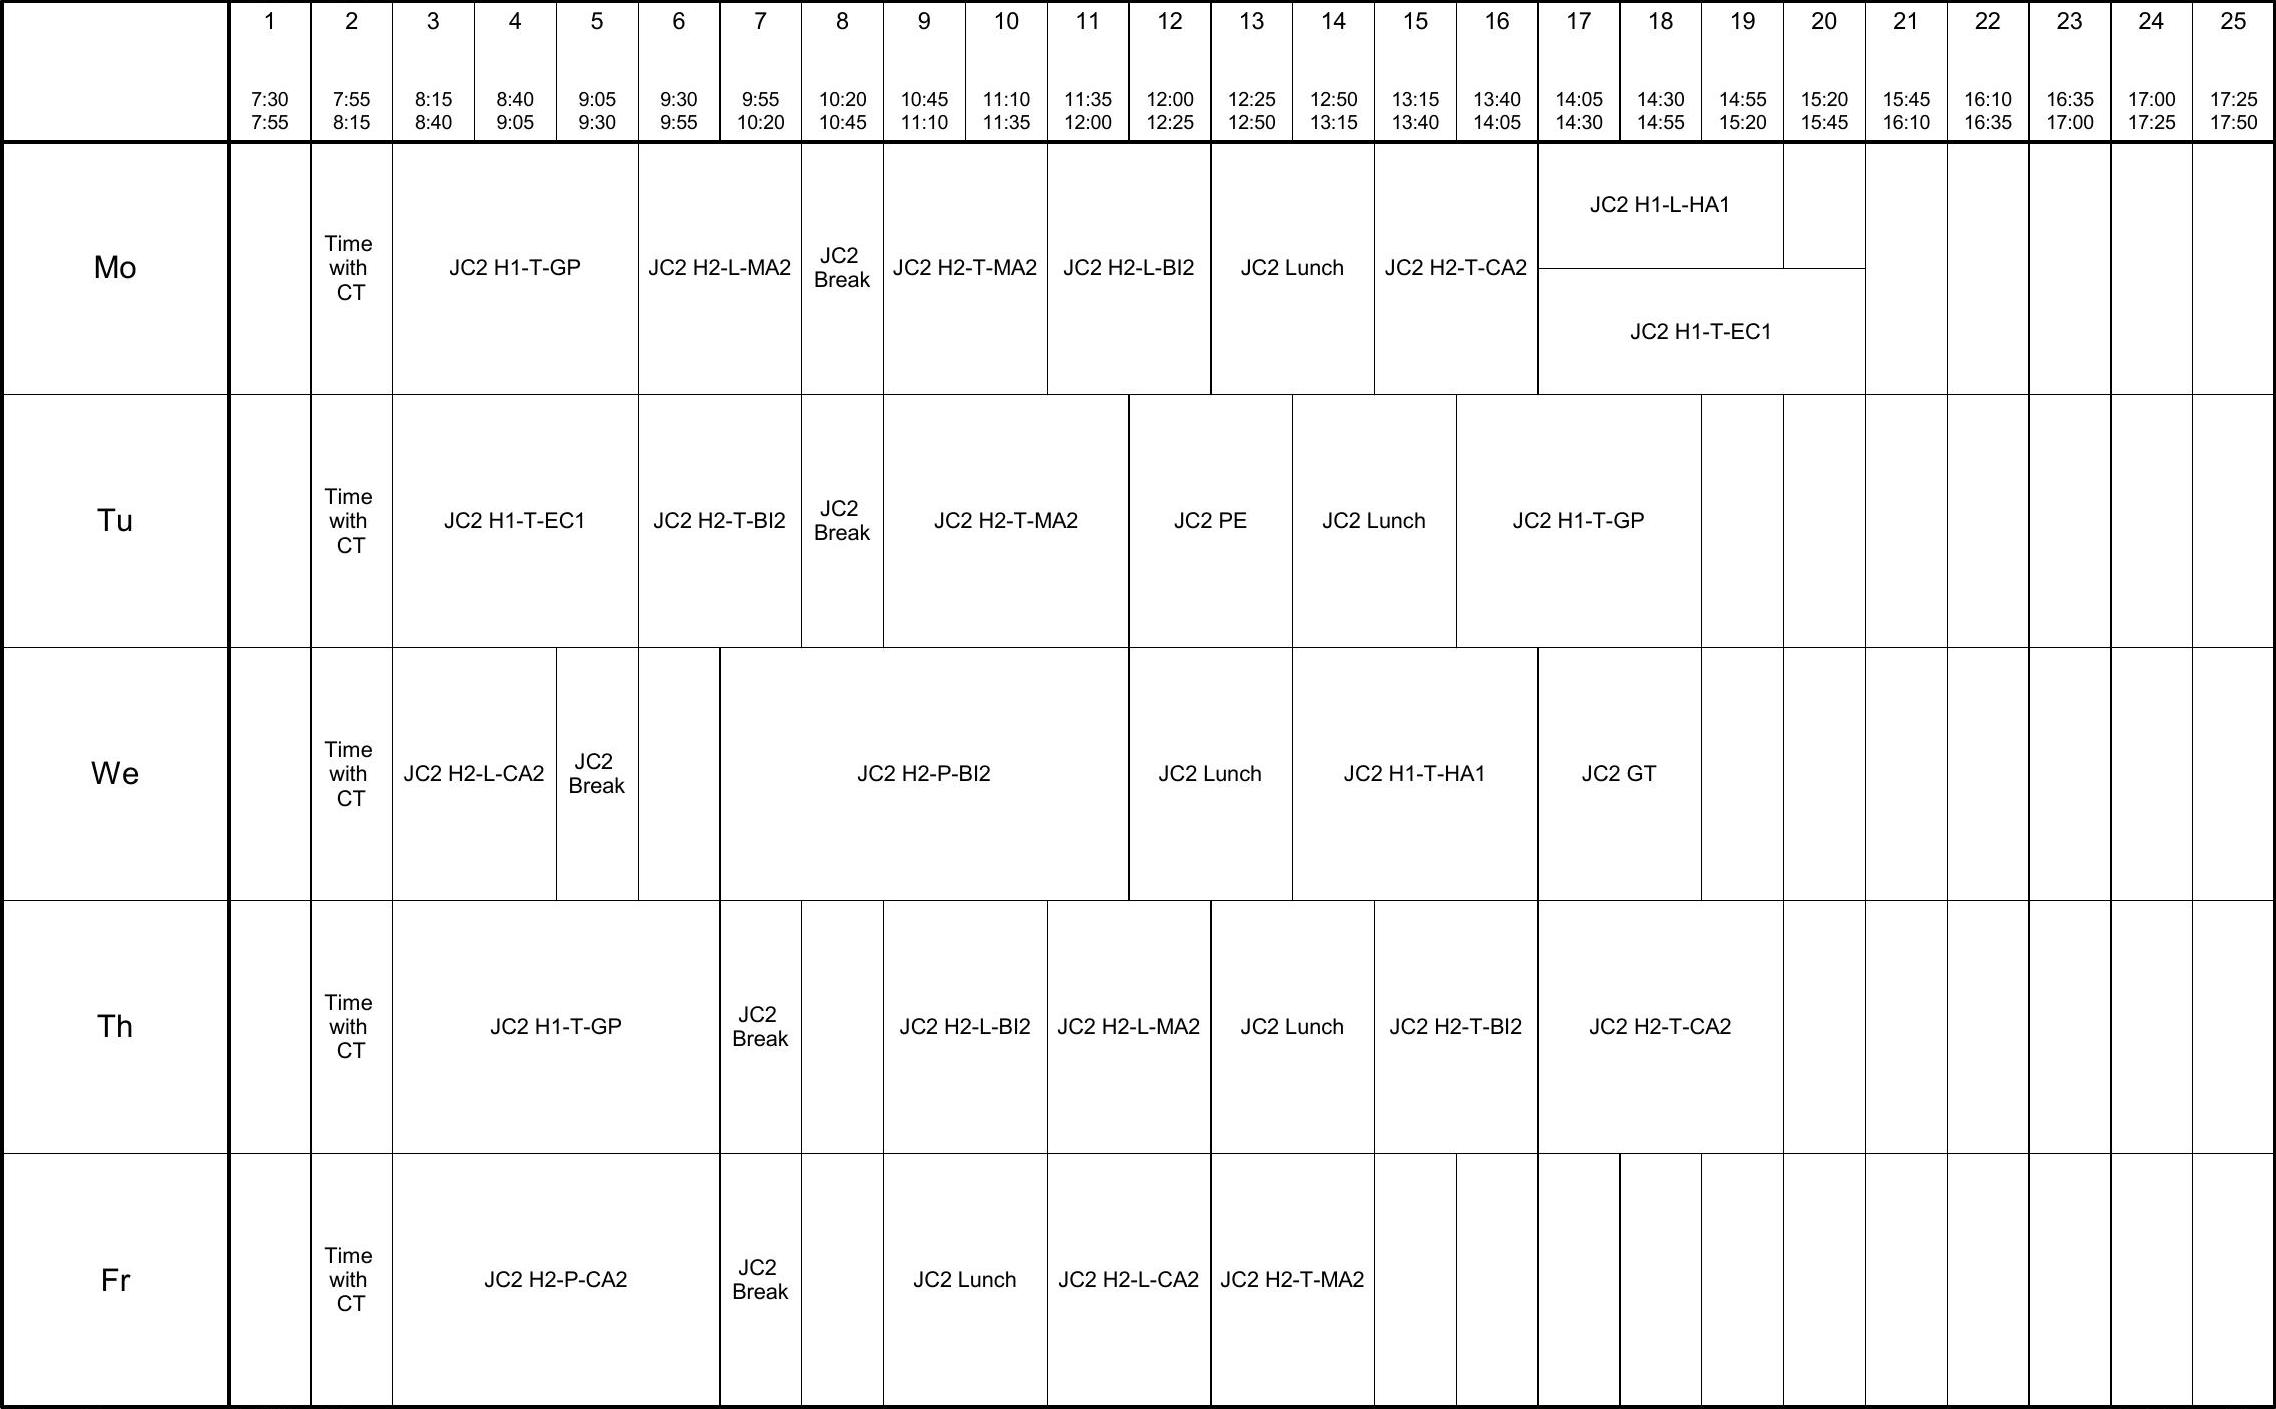 1 2 3 4 5 6 7 8 9 10 11 12 13 14 15 16 17 18 19 20 21 22 23 24 25
7:30 7:55 8:15 8:40 9:05 9:30 9:55 10:20 10:45 11:10 11:35 12:00 12:25 12:50 13:15 13:40 14:05 14:30 14:55 15:20 15:45 16:10 16:35 17:00 17:25
7:55 8:15 8:40 9:05 9:30 9:55 10:20 10:45 11:10 11:35 12:00 12:25 12:50 13:15 13:40 14:05 14:30 14:55 15:20 15:45 16:10 16:35 17:00 17:25 17:50
Mo
Time
with
CT
JC2 H1-T-GP
JC2 H2-L-MA2
JC2
Break
JC2 H2-T-MA2
JC2 H2-L-BI2
JC2 Lunch
JC2 H2-T-CA2
JC2 H1-L-HA1
JC2 H1-T-EC1
Tu
Time
with
CT
JC2 H1-T-EC1
JC2 H2-T-BI2
JC2
Break
JC2 H2-T-MA2
JC2 PE
JC2 Lunch
JC2 H1-T-GP
We
Time
with
CT
JC2 H2-L-CA2
JC2
Break
JC2 H2-P-BI2
JC2 Lunch
JC2 H1-T-HA1
JC2 GT
Th
Time
with
CT
JC2 H1-T-GP
JC2
Break
JC2 H2-L-BI2
JC2 H2-L-MA2
JC2 Lunch
JC2 H2-T-BI2
JC2 H2-T-CA2
Fr
Time
with
CT
JC2 H2-P-CA2
JC2
Break
JC2 Lunch
JC2 H2-L-CA2
JC2 H2-T-MA2